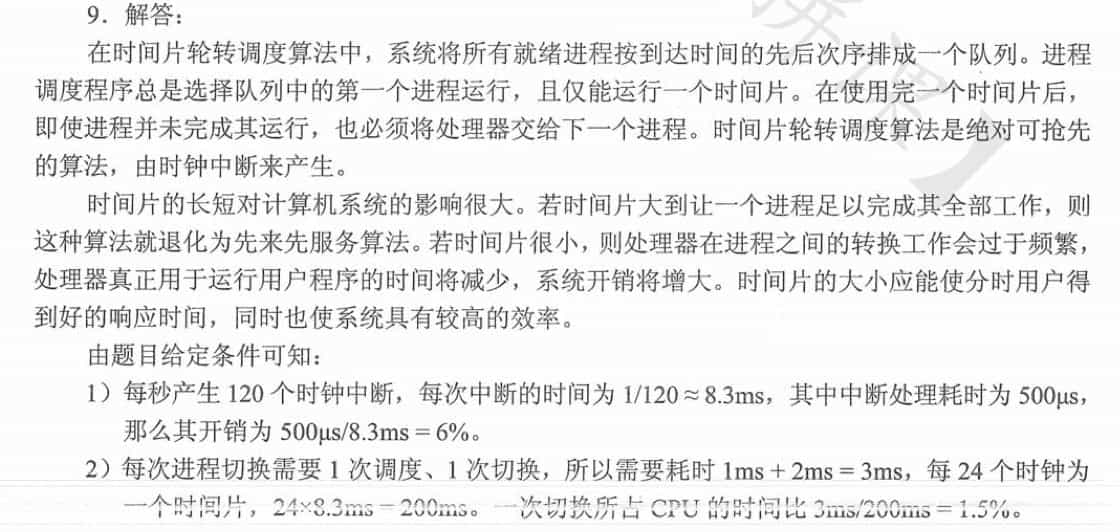 9．解答：
在时间片轮转调度算法中，系统将所有就绪进程按到达时间的先后次序排成一个队列。进程
调度程序总是选择队列中的第一个进程运行，且仅能运行一个时间片。在使用完一个时间片后，
即使进程并未完成其运行，也必须将处理器交给下一个进程。时间片轮转调度算法是绝对可抢先
的算法，由时钟中断来产生。
时间片的长短对计算机系统的影响很大。若时间片大到让一个进程足以完成其全部工作，则
这种算法就退化为先来先服务算法。若时间片很小，则处理器在进程之间的转换工作会过于频繁，
处理器真正用于运行用户程序的时间将减少，系统开销将增大。时间片的大小应能使分时用户得
到好的响应时间，同时也使系统具有较高的效率。
由题目给定条件可知：
1）每秒产生 120 个时钟中断，每次中断的时间为 1/120 ≈ 8.3ms，其中中断处理耗时为 500μs，
那么其开销为 500μs/8.3ms = 6%。
2）每次进程切换需要 1 次调度、1 次切换，所以需要耗时 1ms + 2ms = 3ms，每 24 个时钟为
一个时间片，24×8.3ms = 200ms。一次切换所占 CPU 的时间比 3ms/200ms = 1.5%。